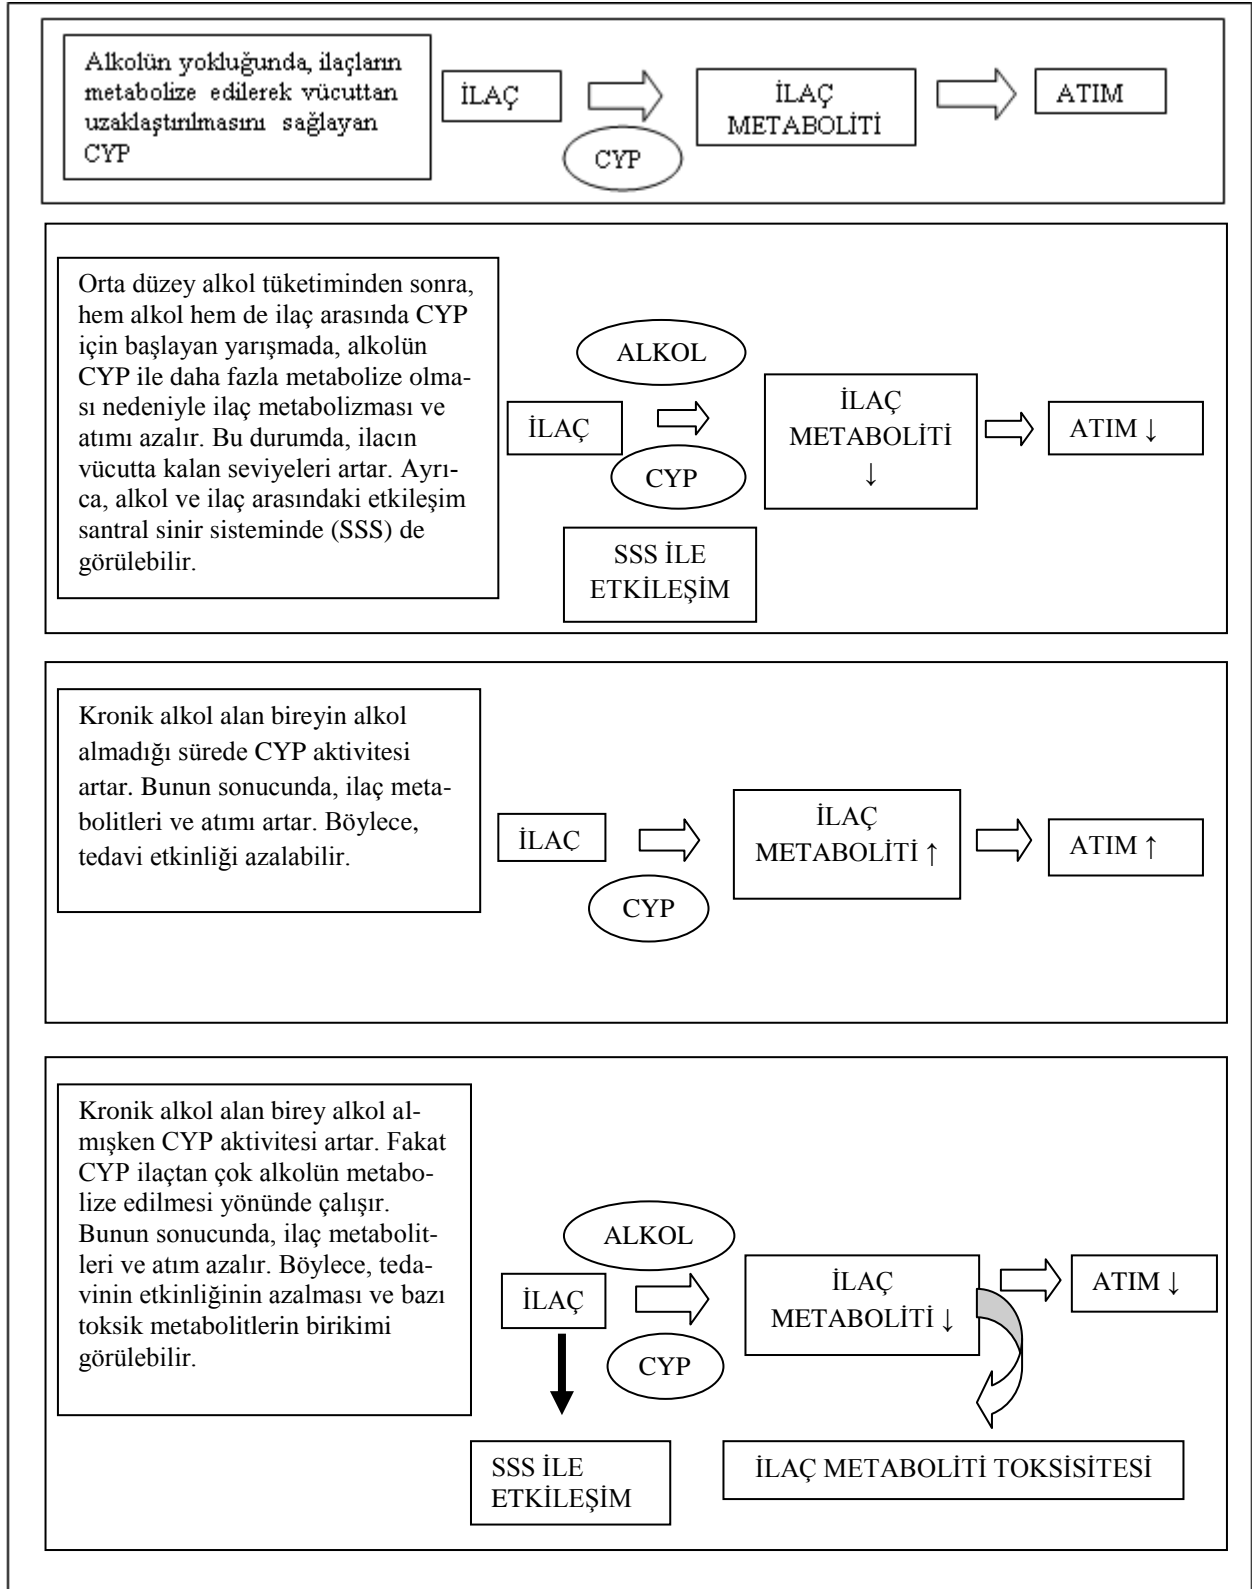 Alkolün yokluğunda, ilaçların
metabolize edilerek vücuttan
uzaklaştırılmasını sağlayan
CYP
İLAÇ
CYP
İLAÇ
METABOLİTİ
ATIM
Orta düzey alkol tüketiminden sonra,
hem alkol hem de ilaç arasında CYP
için başlayan yarışmada, alkolün
CYP ile daha fazla metabolize olma-
sı nedeniyle ilaç metabolizması ve
atımı azalır. Bu durumda, ilacın
vücutta kalan seviyeleri artar. Ayrı-
ca, alkol ve ilaç arasındaki etkileşim
santral sinir sisteminde (SSS) de
görülebilir.
ALKOL
İLAÇ
CYP
SSS İLE
ETKİLEŞİM
İLAÇ
METABOLİTİ
↓
ATIM ↓
Kronik alkol alan bireyin alkol
almadığı sürede CYP aktivitesi
artar. Bunun sonucunda, ilaç meta-
bolitleri ve atımı artar. Böylece,
tedavi etkinliği azalabilir.
İLAÇ
CYP
İLAÇ
METABOLİTİ ↑
ATIM ↑
Kronik alkol alan birey alkol al-
mışken CYP aktivitesi artar. Fakat
CYP ilaçtan çok alkolün metabo-
lize edilmesi yönünde çalışır.
Bunun sonucunda, ilaç metabolit-
leri ve atım azalır. Böylece, teda-
vinin etkinliğinin azalması ve bazı
toksik metabolitlerin birikimi
görülebilir.
ALKOL
İLAÇ
CYP
İLAÇ
METABOLİTİ ↓
ATIM ↓
SSS İLE
ETKİLEŞİM
İLAÇ METABOLİTİ TOKSİSİTESİ